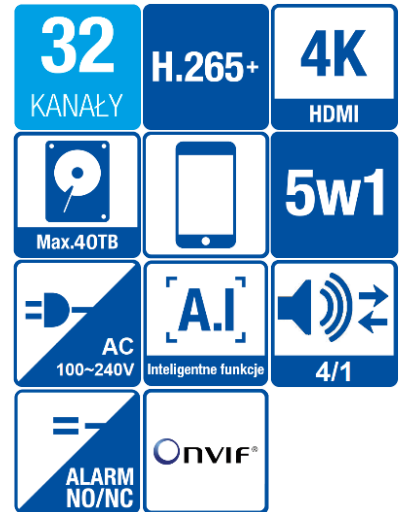 32
KANAŁY
H.265+
4K
HDMI
Max.40TB
5w1
AC
100~240V
[A.I]
Inteligentne funkcje
4/1
ALARM
NO/NC
ONVIF®